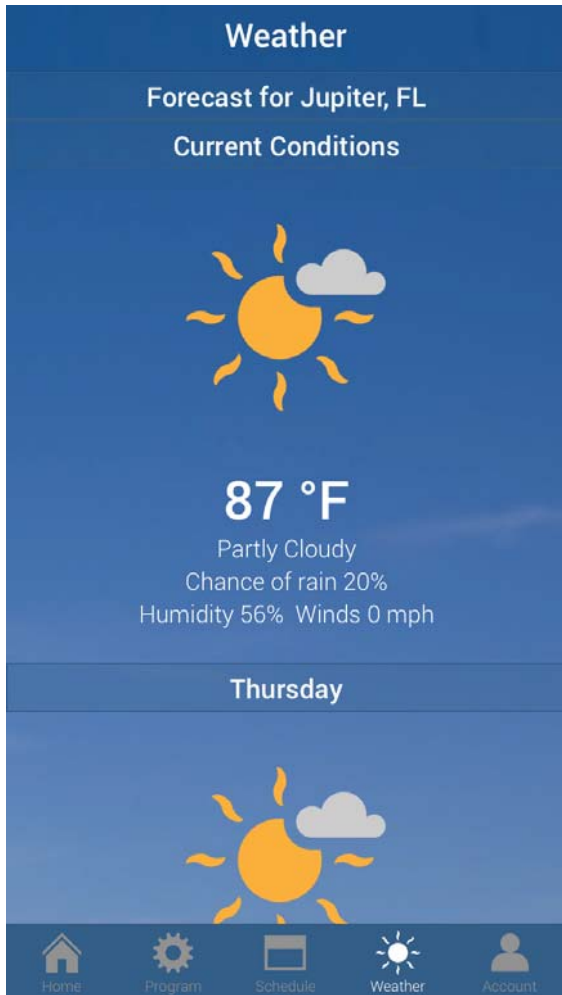 Weather
Forecast for Jupiter, FL
Current Conditions
87 °F
Partly Cloudy
Chance of rain 20%
Humidity 56% Winds 0 mph
Thursday
Home Program Schedule Weather Account